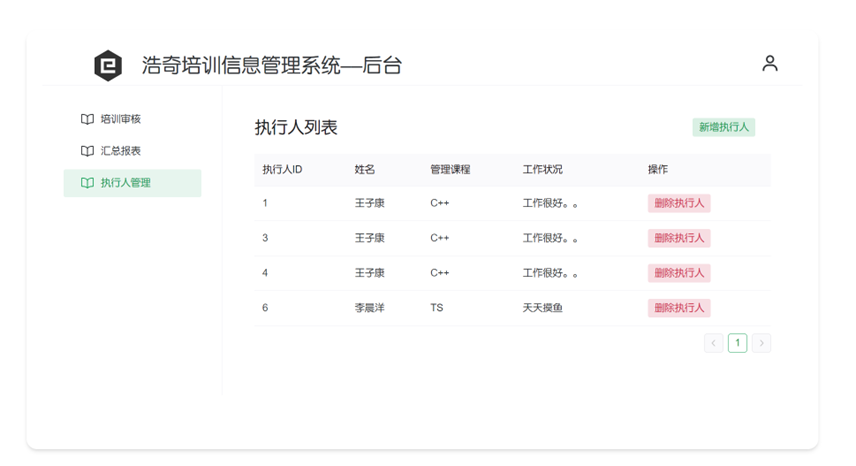 浩奇培训信息管理系统—后台
培训审核
汇总报表
执行人管理
执行人列表
新增执行人
执行人ID 姓名 管理课程 工作状况 操作
1 王子康 C++ 工作很好。。 删除执行人
3 王子康 C++ 工作很好。。 删除执行人
4 王子康 C++ 工作很好。。 删除执行人
6 李晨洋 TS 天天摸鱼 删除执行人
1